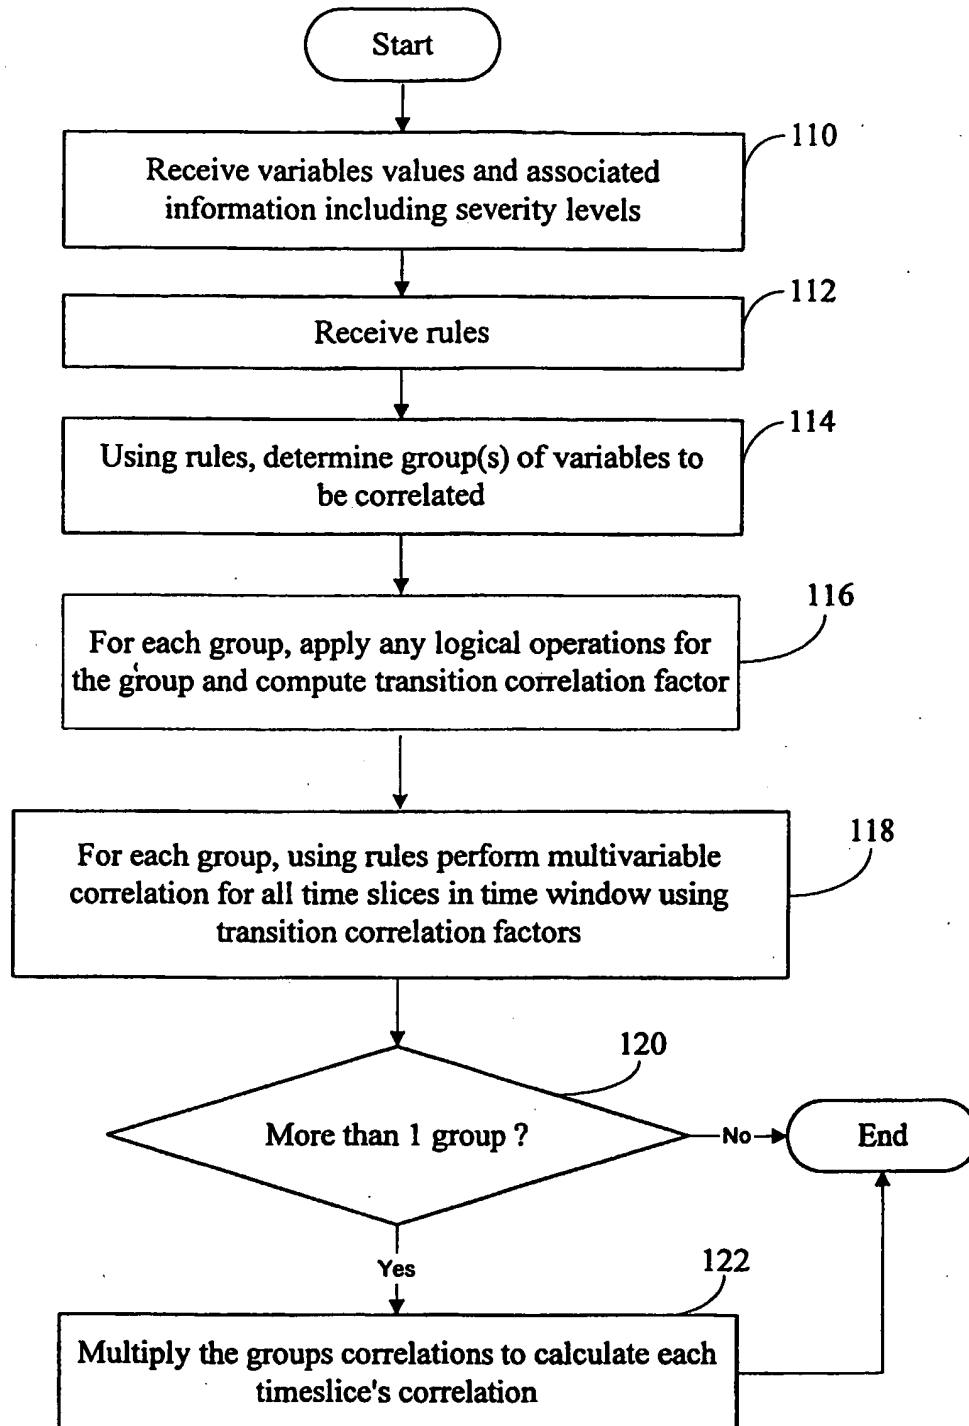 Start
110
Receive variables values and associated
information including severity levels
112
Receive rules
114
Using rules, determine group(s) of variables to
be correlated
116
For each group, apply any logical operations for
the group and compute transition correlation factor
118
For each group, using rules perform multivariable
correlation for all time slices in time window using
transition correlation factors
120
More than 1 group ?
No
End
Yes
122
Multiply the groups correlations to calculate each
timeslice's correlation